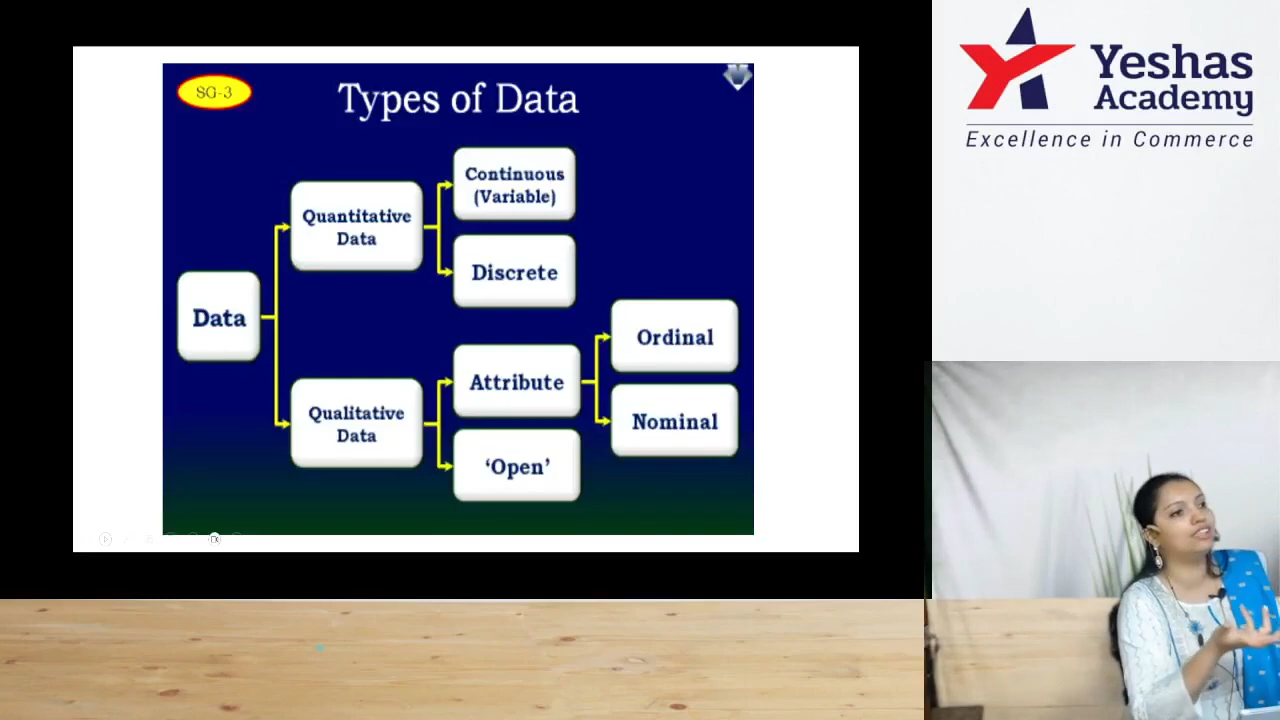 SG-3
Types of Data
Data
Quantitative
Data
Continuous
(Variable)
Discrete
Qualitative
Data
Attribute
‘Open’
Ordinal
Nominal
Yeshas
Academy
Excellence in Commerce